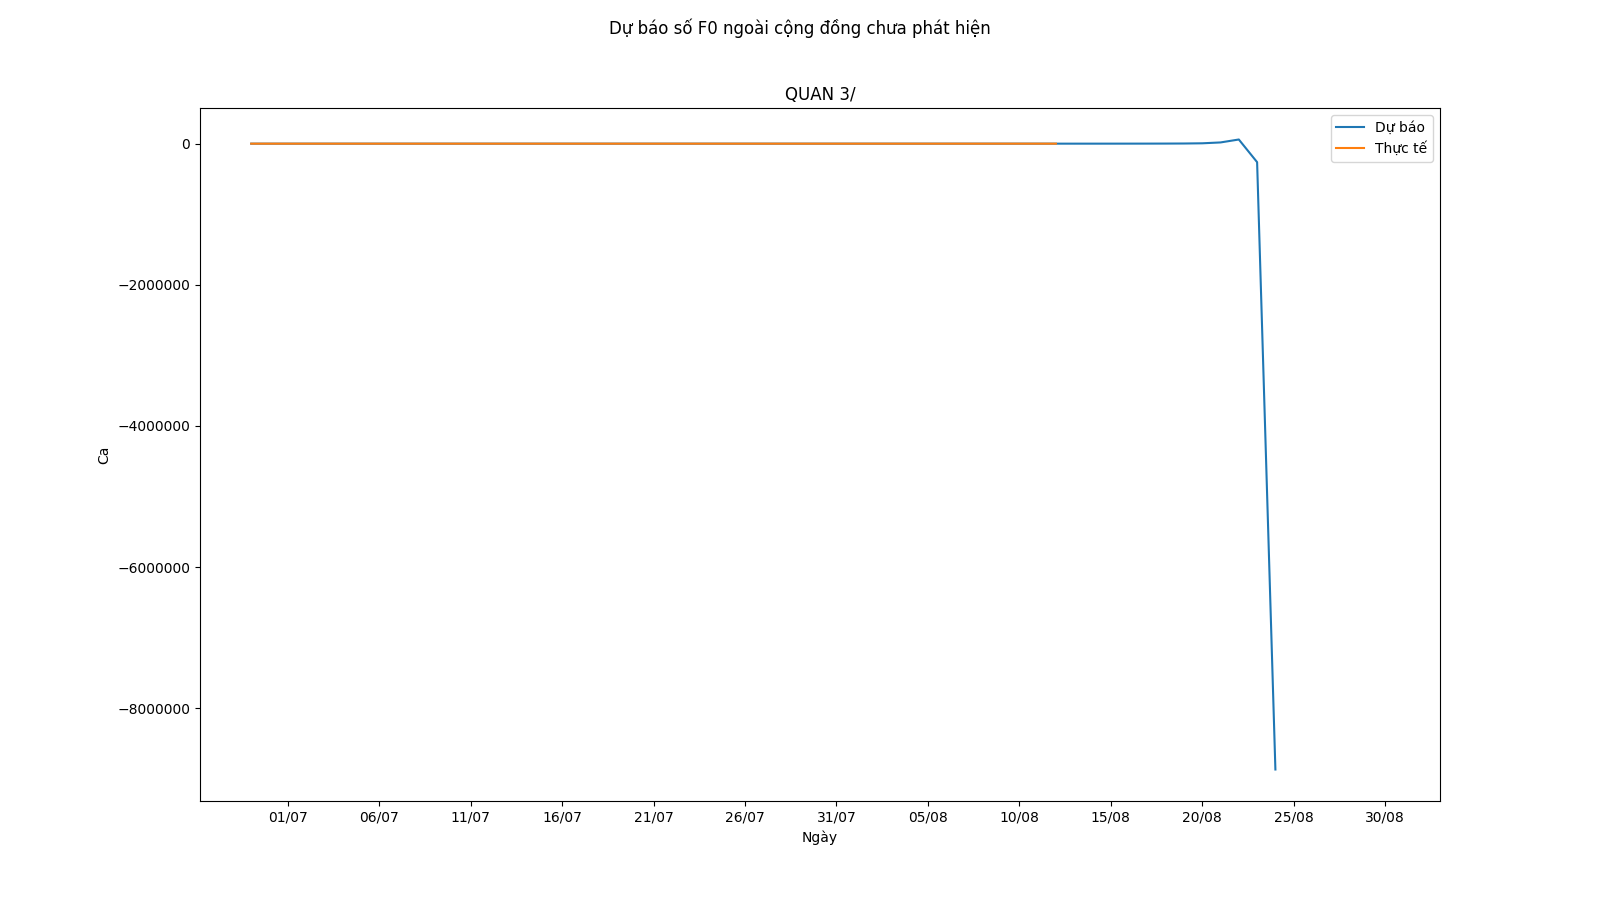 Dự báo số F0 ngoài cộng đồng chưa phát hiện
QUAN 3/
Dự báo
Thực tế
0
−2000000
−4000000
−6000000
−8000000
Ca
01/07 06/07 11/07 16/07 21/07 26/07 31/07 05/08 10/08 15/08 20/08 25/08 30/08
Ngày